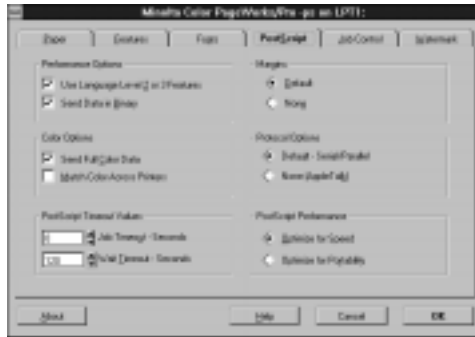 Minolta Color PageWorks/Pro -ps on LPT1:
Paper Features Fonts PostScript Job Control Watermark
Performance Options
Use Language Level 2 or 3 Features
Send Data in Binary
Margins
Default
None
Color Options
Send Full Color Data
Match Color Across Printers
Protocol Options
Default - Serial/Parallel
None (AppleTalk)
PostScript Timeout Values
Job Timeout - Seconds
120 Wait Timeout - Seconds
PostScript Performance
Optimize for Speed
Optimize for Portability
About Help Cancel OK